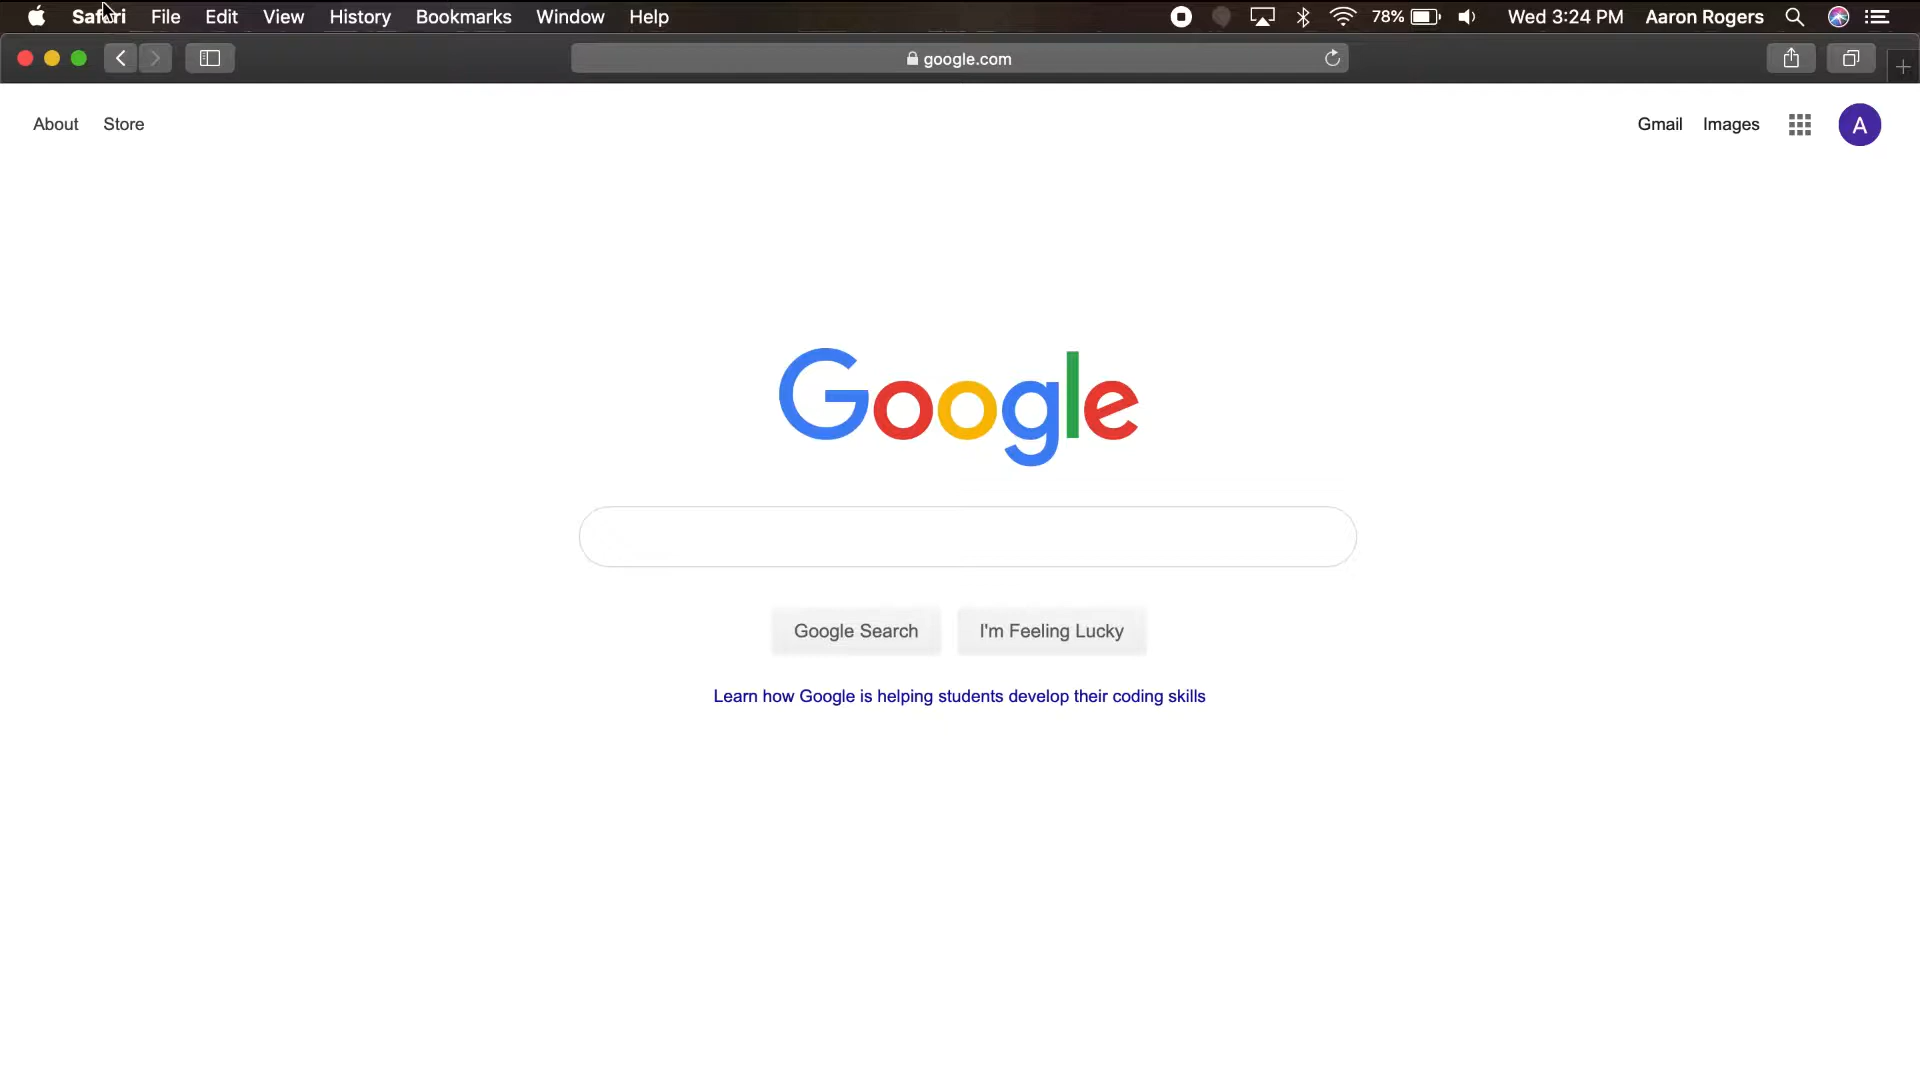 Safari File Edit View History Bookmarks Window Help 78% Wed 3:24 PM Aaron Rogers
google.com
About Store Gmail Images A
Google
Google Search I'm Feeling Lucky
Learn how Google is helping students develop their coding skills